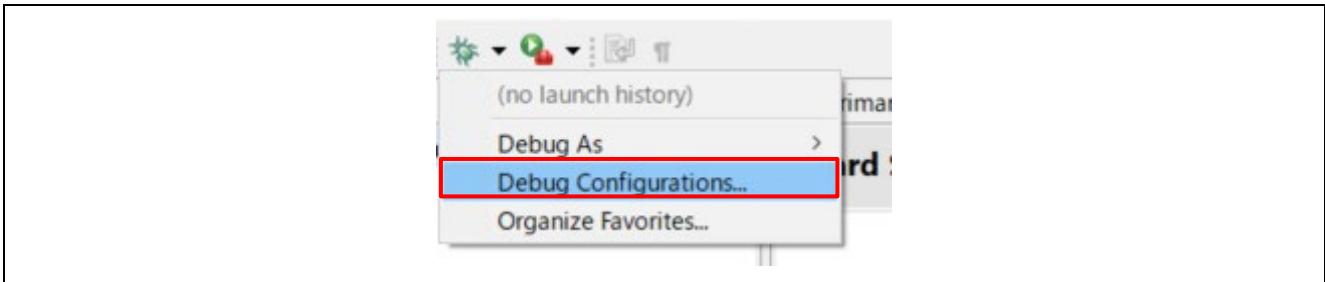 (no launch history)
Debug As
Debug Configurations...
Organize Favorites...